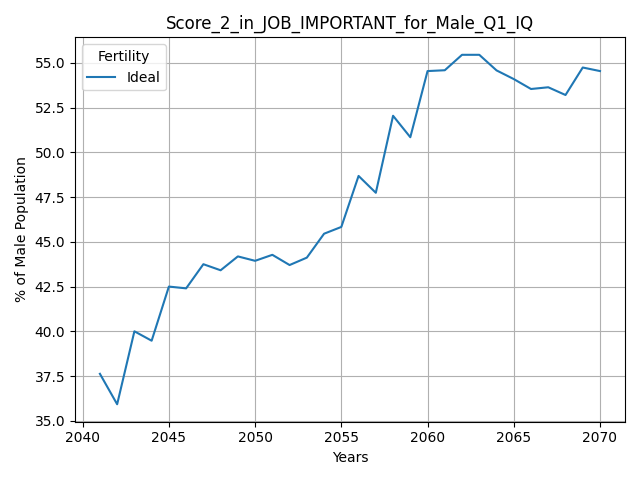 Score_2_in_JOB_IMPORTANT_for_Male_Q1_IQ
Fertility
Ideal
% of Male Population
55.0
52.5
50.0
47.5
45.0
42.5
40.0
37.5
35.0
2040 2045 2050 2055 2060 2065 2070
Years